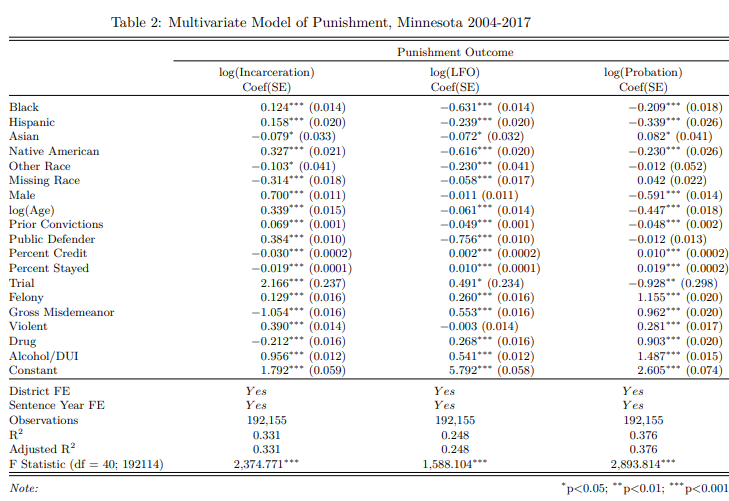 Table 2: Multivariate Model of Punishment, Minnesota 2004-2017
Punishment Outcome
log(Incarceration) log(LFO) log(Probation)
Coef(SE) Coef(SE) Coef(SE)
Black 0.124*** (0.014) −0.631*** (0.014) −0.209*** (0.018)
Hispanic 0.158*** (0.020) −0.239*** (0.020) −0.339*** (0.026)
Asian −0.079* (0.033) −0.072* (0.032) 0.082* (0.041)
Native American 0.327*** (0.021) −0.616*** (0.020) −0.230*** (0.026)
Other Race −0.103* (0.041) −0.230*** (0.041) −0.012 (0.052)
Missing Race −0.314*** (0.018) −0.058*** (0.017) 0.042 (0.022)
Male 0.700*** (0.011) −0.011 (0.011) −0.591*** (0.014)
log(Age) 0.339*** (0.015) −0.061*** (0.014) −0.447*** (0.018)
Prior Convictions 0.069*** (0.001) −0.049*** (0.001) −0.048*** (0.002)
Public Defender 0.384*** (0.010) −0.756*** (0.010) −0.012 (0.013)
Percent Credit −0.030*** (0.0002) 0.002*** (0.0002) 0.010*** (0.0002)
Percent Stayed −0.019*** (0.0001) 0.010*** (0.0001) 0.019*** (0.0002)
Trial 2.166*** (0.237) 0.491* (0.234) −0.928** (0.298)
Felony 0.129*** (0.016) 0.260*** (0.016) 1.155*** (0.020)
Gross Misdemeanor −1.054*** (0.016) 0.553*** (0.016) 0.962*** (0.020)
Violent 0.390*** (0.014) −0.003 (0.014) 0.281*** (0.017)
Drug −0.212*** (0.016) 0.268*** (0.016) 0.903*** (0.020)
Alcohol/DUI 0.956*** (0.012) 0.541*** (0.012) 1.487*** (0.015)
Constant 1.792*** (0.059) 5.792*** (0.058) 2.605*** (0.074)
District FE Yes Yes Yes
Sentence Year FE Yes Yes Yes
Observations 192,155 192,155 192,155
R² 0.331 0.248 0.376
Adjusted R² 0.331 0.248 0.376
F Statistic (df = 40; 192114) 2,374.771*** 1,588.104*** 2,893.814***
Note: *p<0.05; **p<0.01; ***p<0.001